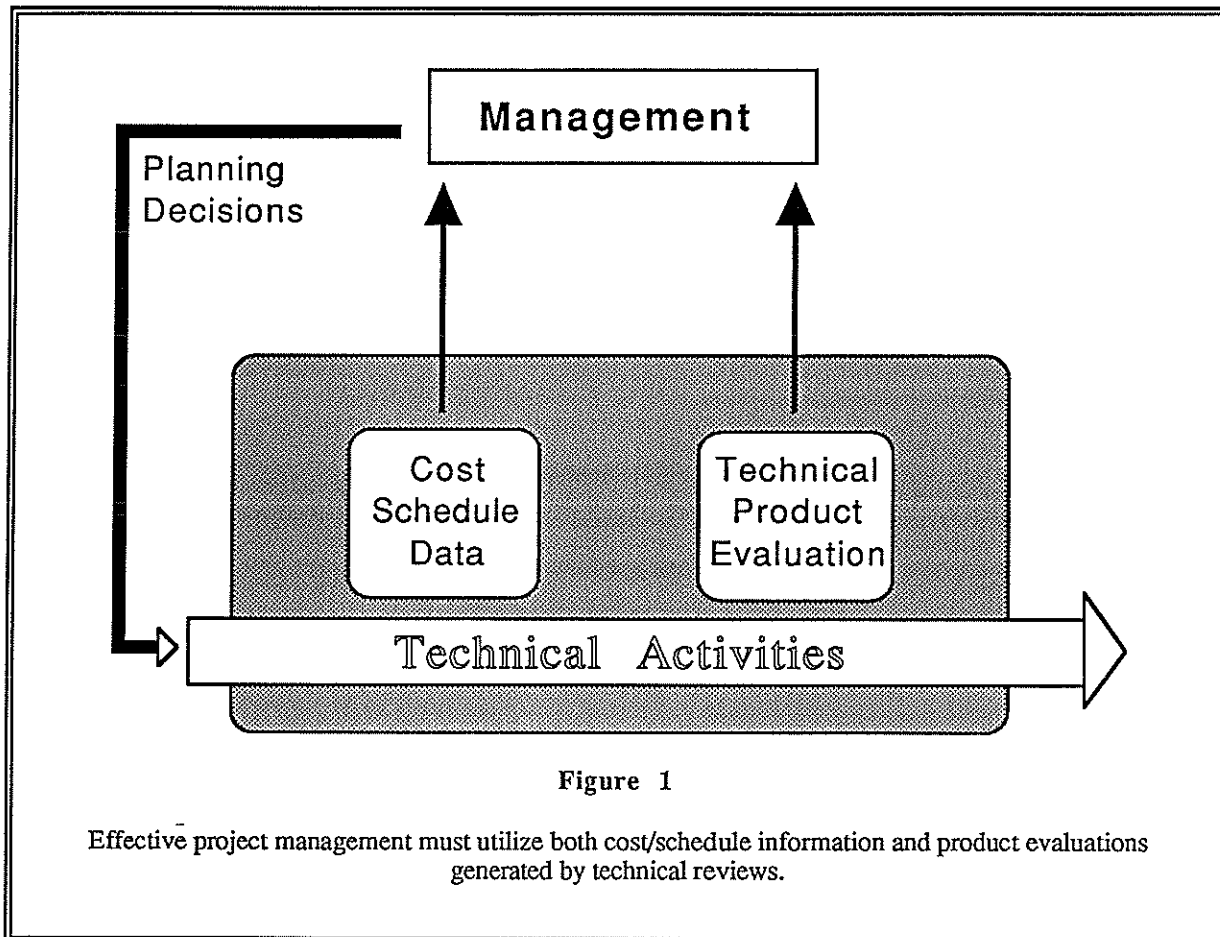 Management
Planning
Decisions
Cost
Schedule
Data
Technical
Product
Evaluation
Technical Activities
Figure 1
Effective project management must utilize both cost/schedule information and product evaluations
generated by technical reviews.